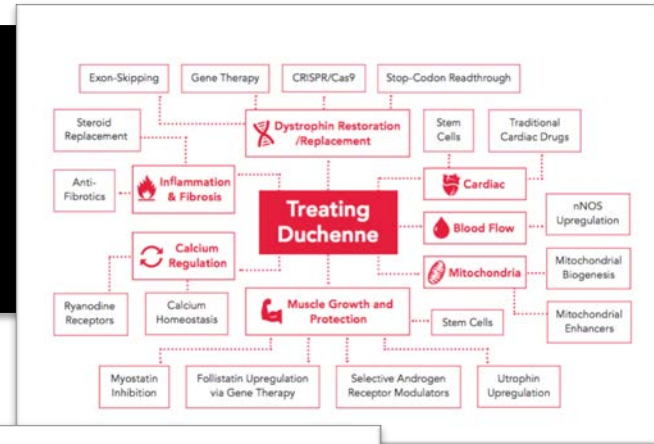 Exon-Skipping
Gene Therapy
CRISPR/Cas9
Stop-Codon Readthrough
Steroid
Replacement
Dystrophin Restoration
/Replacement
Stem
Cells
Traditional
Cardiac Drugs
Anti-
Fibrotics
Inflammation
& Fibrosis
Cardiac
Treating
Duchenne
Blood Flow
nNOS
Upregulation
Calcium
Regulation
Mitochondria
Mitochondrial
Biogenesis
Ryanodine
Receptors
Calcium
Homeostasis
Muscle Growth and
Protection
Stem Cells
Mitochondrial
Enhancers
Myostatin
Inhibition
Follistatin Upregulation
via Gene Therapy
Selective Androgen
Receptor Modulators
Utrophin
Upregulation